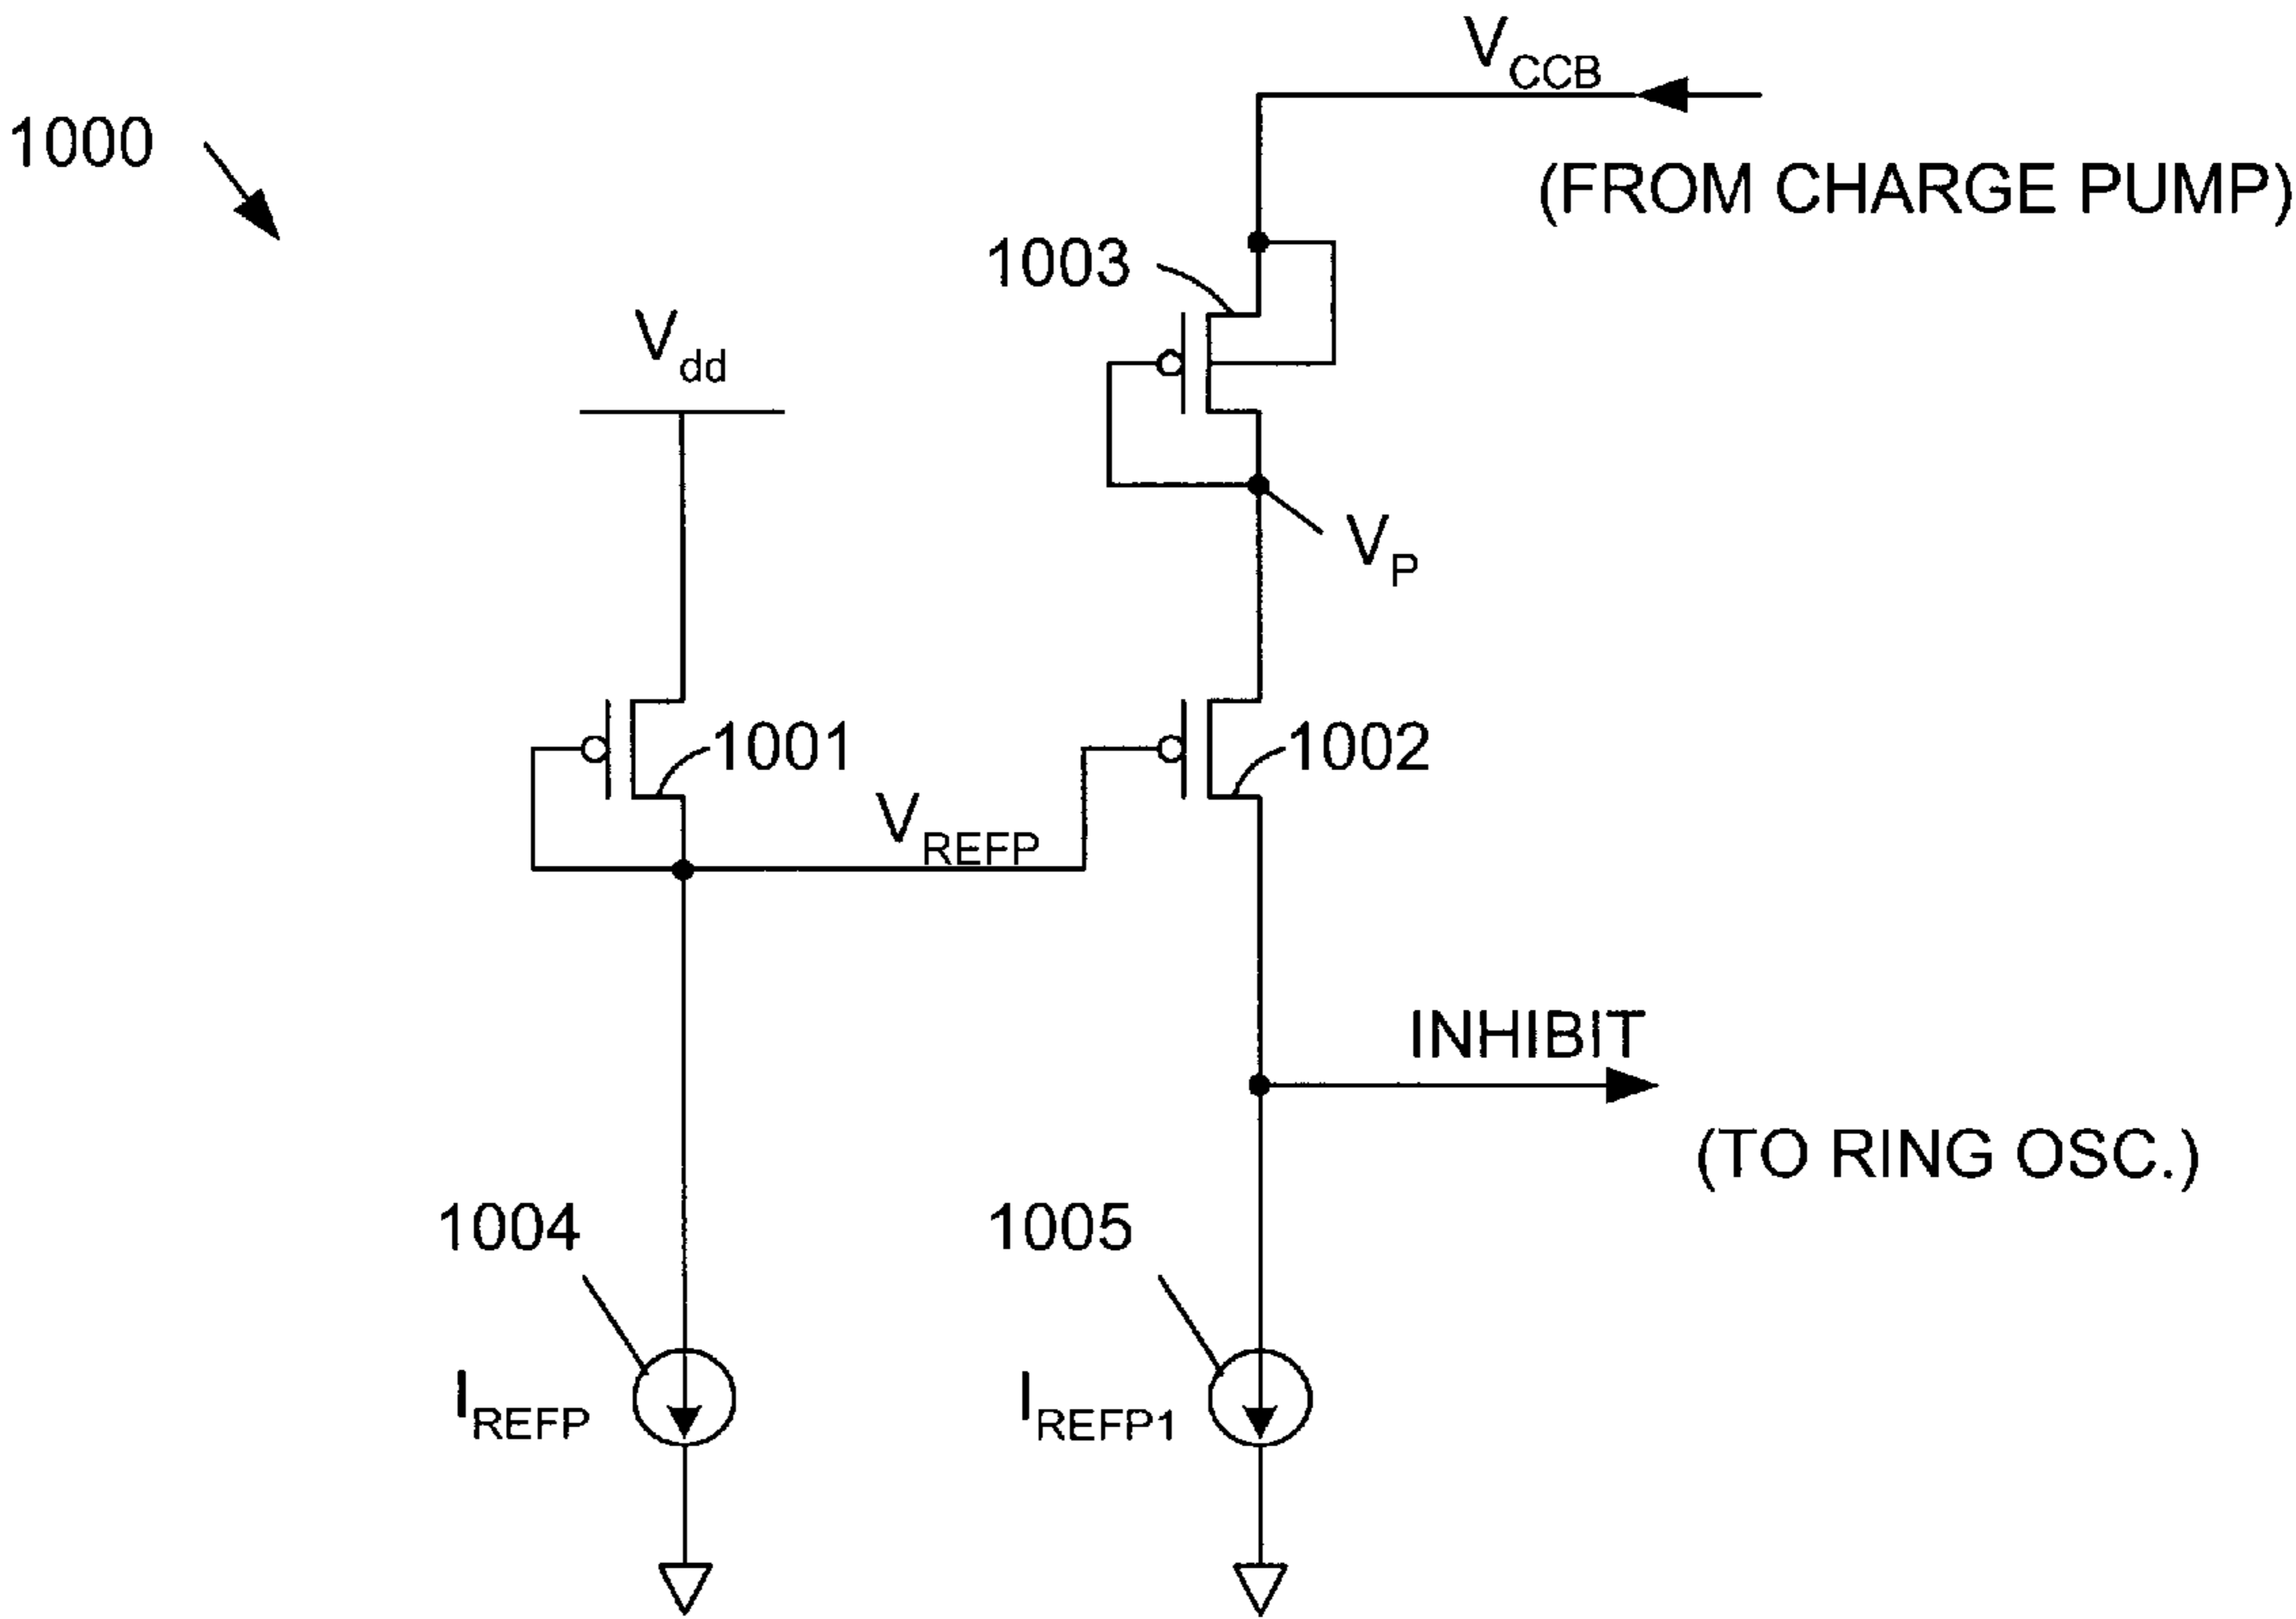 V_CCB
1000
(FROM CHARGE PUMP)
1003
V_dd
V_P
1001
1002
V_REFP
INHIBIT
(TO RING OSC.)
1004
1005
I_REFP
I_REFP1